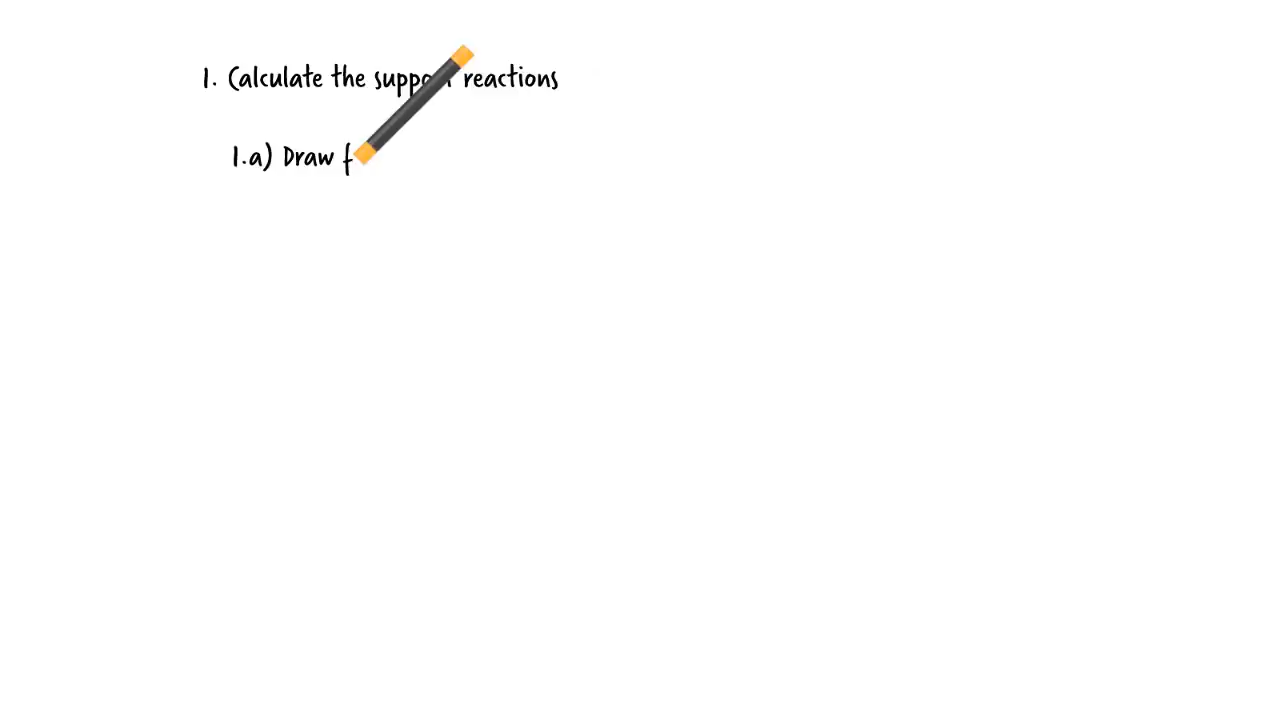 1. Calculate the support reactions
1.a) Draw f